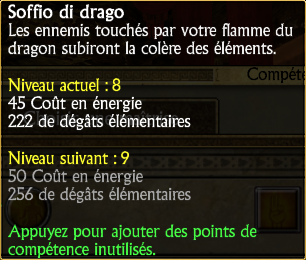 Soffio di drago
Les ennemis touchés par votre flamme du
dragon subiront la colère des éléments.
Compéte
Niveau actuel : 8
45 Coût en énergie
222 de dégâts élémentaires
Niveau suivant : 9
50 Coût en énergie
256 de dégâts élémentaires
Appuyez pour ajouter des points de
compétence inutilisés.